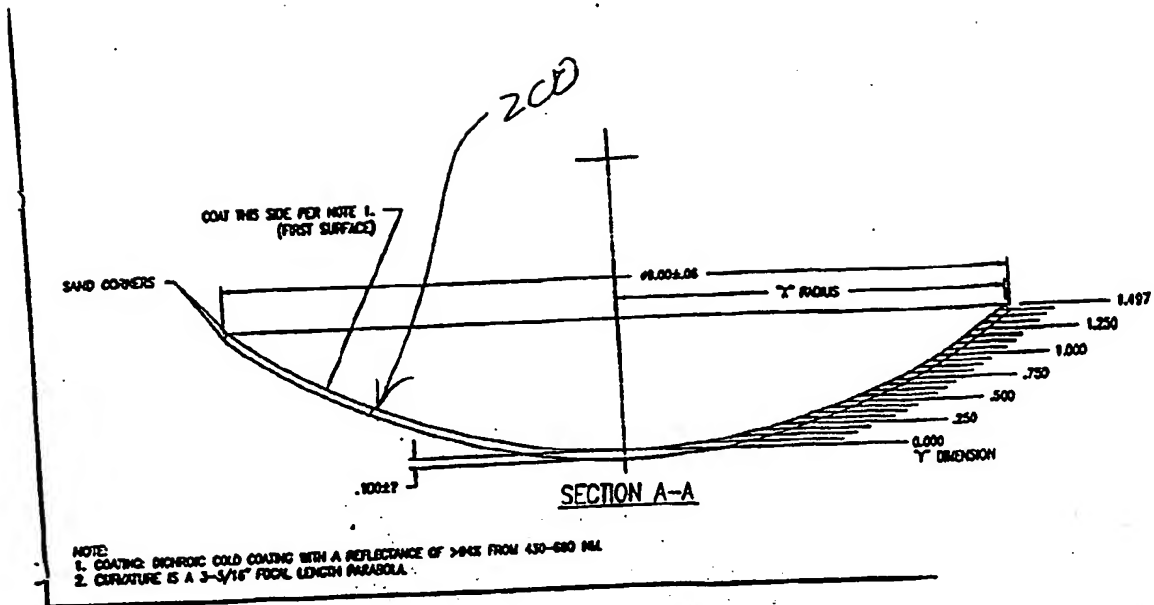 200
COAT THIS SIDE PER NOTE 1.
(FIRST SURFACE)
SAND CORNERS
RADIUS
1.497
1.250
1.000
.750
.500
.250
0.000
"Y" DIMENSION
.100±?
SECTION A-A
NOTE:
1. COATING: DICHROIC COLD COATING WITH A REFLECTANCE OF >94% FROM 430-680 NM.
2. CURVATURE IS A 3-5/16" FOCAL LENGTH PARABOLA.